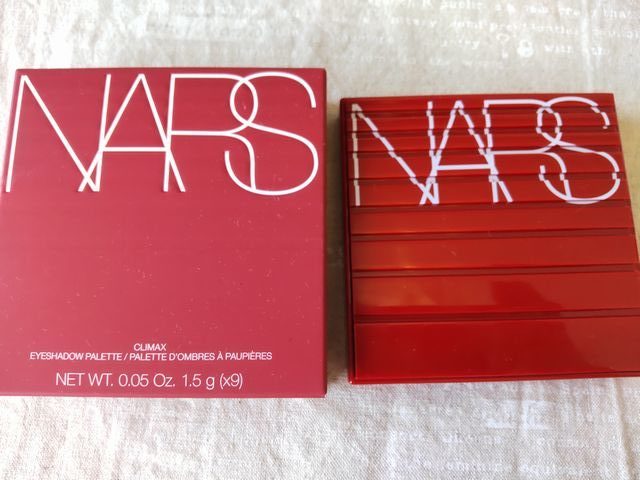 NARS
CLIMAX
EYESHADOW PALETTE / PALETTE D'OMBRES À PAUPIÈRES
NET WT. 0.05 Oz. 1.5 g (x9)
NARS